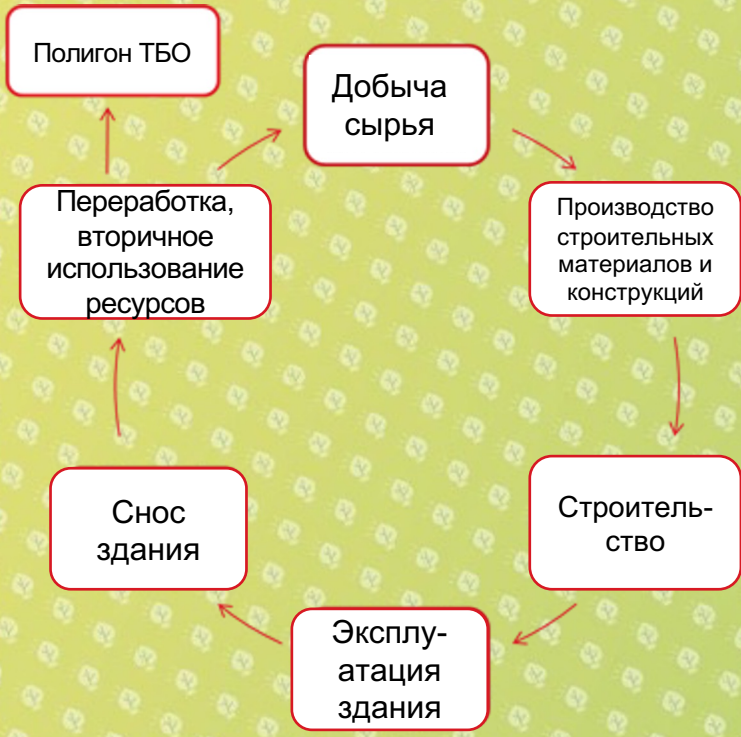 Полигон ТБО
Добыча
сырья
Переработка,
вторичное
использование
ресурсов
Производство
строительных
материалов и
конструкций
Снос
здания
Строитель-
ство
Эксплу-
атация
здания